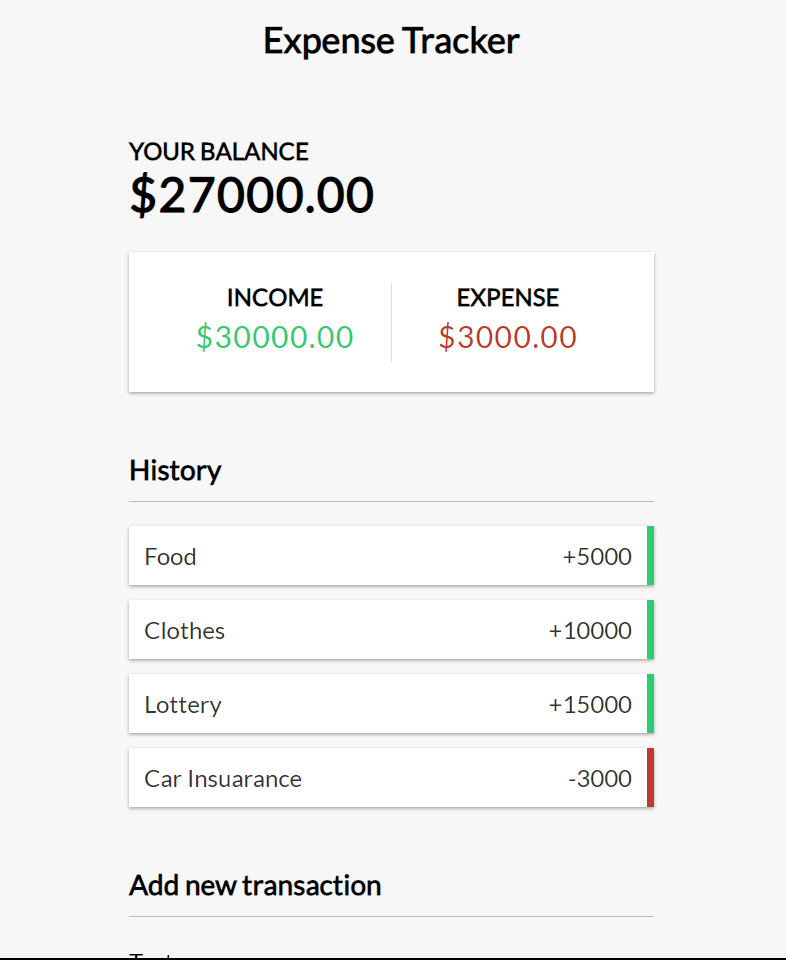 Expense Tracker
YOUR BALANCE
$27000.00
INCOME EXPENSE
$30000.00 $3000.00
History
Food +5000
Clothes +10000
Lottery +15000
Car Insuarance -3000
Add new transaction